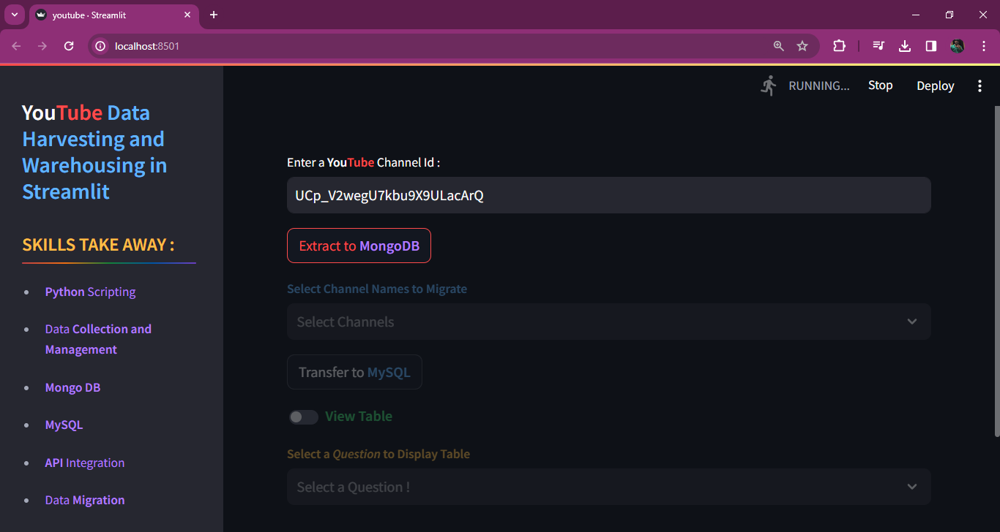 youtube · Streamlit
localhost:8501
RUNNING...
Stop
Deploy
YouTube Data
Harvesting and
Warehousing in
Streamlit
SKILLS TAKE AWAY :
Python Scripting
Data Collection and
Management
Mongo DB
MySQL
API Integration
Data Migration
Enter a YouTube Channel Id :
UCp_V2wegU7kbu9X9ULacArQ
Extract to MongoDB
Select Channel Names to Migrate
Select Channels
Transfer to MySQL
View Table
Select a Question to Display Table
Select a Question !